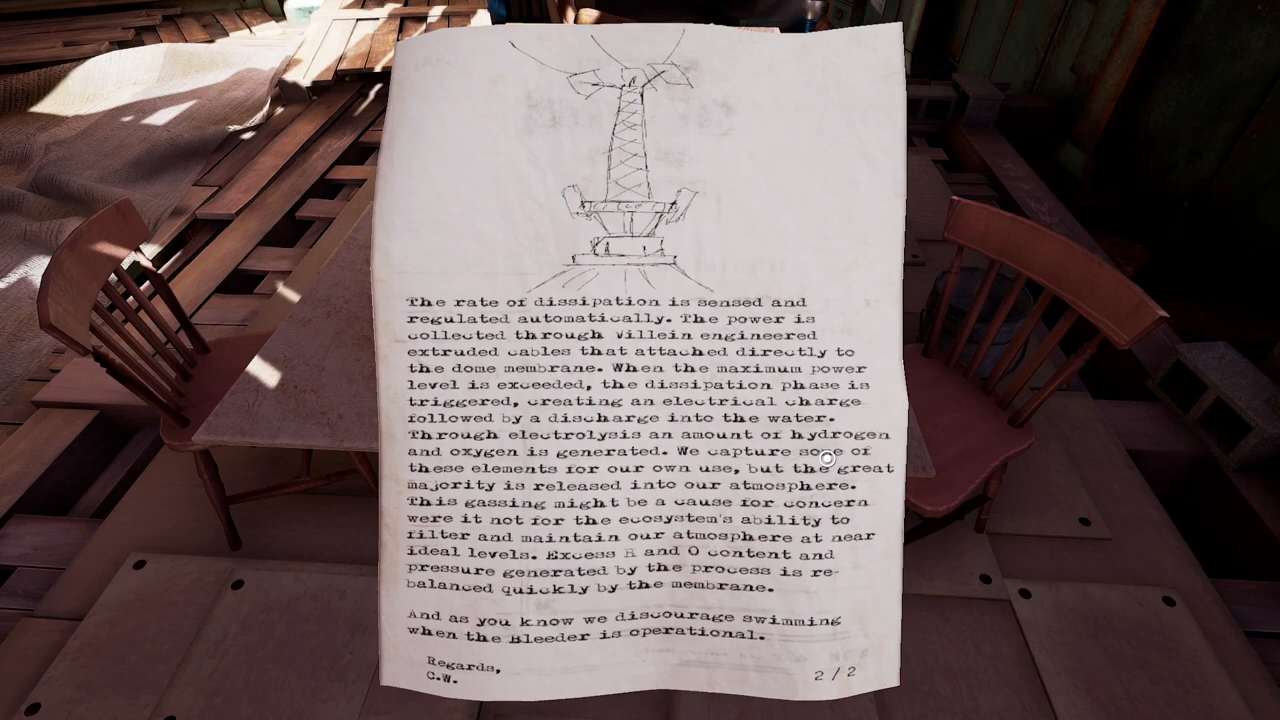 The rate of dissipation is sensed and
regulated automatically. The power is
collected through Villein engineered
extruded cables that attached directly to
the dome membrane. When the maximum power
level is exceeded, the dissipation phase is
triggered, creating an electrical charge
followed by a discharge into the water.
Through electrolysis an amount of hydrogen
and oxygen is generated. We capture some of
these elements for our own use, but the great
majority is released into our atmosphere.
This gassing might be a cause for concern
were it not for the ecosystem's ability to
filter and maintain our atmosphere at near
ideal levels. Excess H and O content and
pressure generated by the process is re-
balanced quickly by the membrane.
And as you know we discourage swimming
when the Bleeder is operational.
Regards,
C.W.
2/2